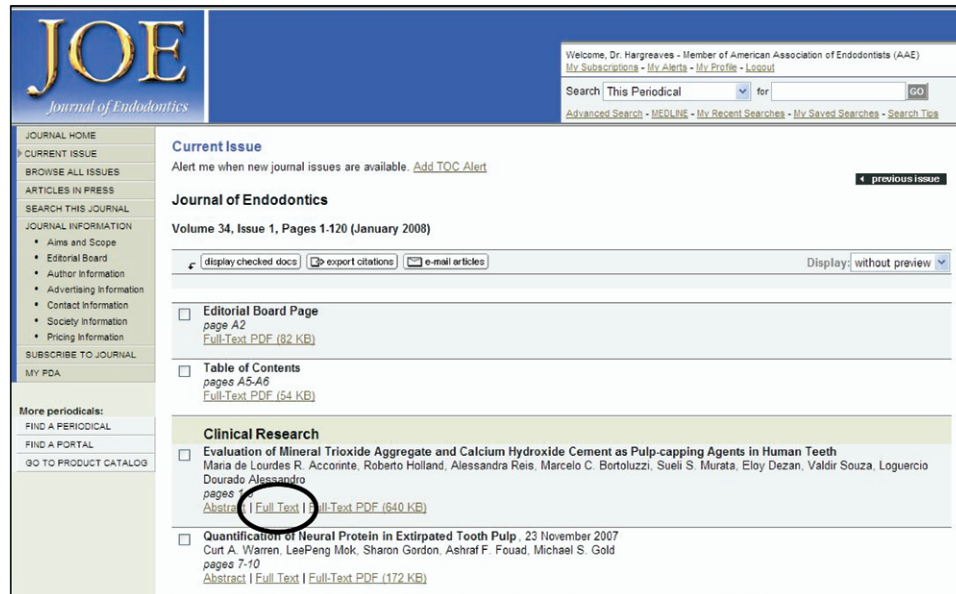 JOE
Journal of Endodontics
Welcome, Dr. Hargreaves - Member of American Association of Endodontists (AAE)
My Subscriptions - My Alerts - My Profile - Logout
Search This Periodical for GO
Advanced Search - MEDLINE - My Recent Searches - My Saved Searches - Search Tips
JOURNAL HOME
CURRENT ISSUE
BROWSE ALL ISSUES
ARTICLES IN PRESS
SEARCH THIS JOURNAL
JOURNAL INFORMATION
• Aims and Scope
• Editorial Board
• Author Information
• Advertising Information
• Contact Information
• Society Information
• Pricing Information
SUBSCRIBE TO JOURNAL
MY PDA
More periodicals:
FIND A PERIODICAL
FIND A PORTAL
GO TO PRODUCT CATALOG
Current Issue
Alert me when new journal issues are available. Add TOC Alert
previous issue
Journal of Endodontics
Volume 34, Issue 1, Pages 1-120 (January 2008)
display checked docs export citations e-mail articles Display: without preview
Editorial Board Page
page A2
Full-Text PDF (82 KB)
Table of Contents
pages A5-A6
Full-Text PDF (54 KB)
Clinical Research
Evaluation of Mineral Trioxide Aggregate and Calcium Hydroxide Cement as Pulp-capping Agents in Human Teeth
Maria de Lourdes R. Accorinte, Roberto Holland, Alessandra Reis, Marcelo C. Bortoluzzi, Sueli S. Murata, Eloy Dezan, Valdir Souza, Loguercio
Dourado Alessandro
pages
Abstract | Full Text | Full-Text PDF (640 KB)
Quantification of Neural Protein in Extirpated Tooth Pulp , 23 November 2007
Curt A. Warren, LeePeng Mok, Sharon Gordon, Ashraf F. Fouad, Michael S. Gold
pages 7-10
Abstract | Full Text | Full-Text PDF (172 KB)